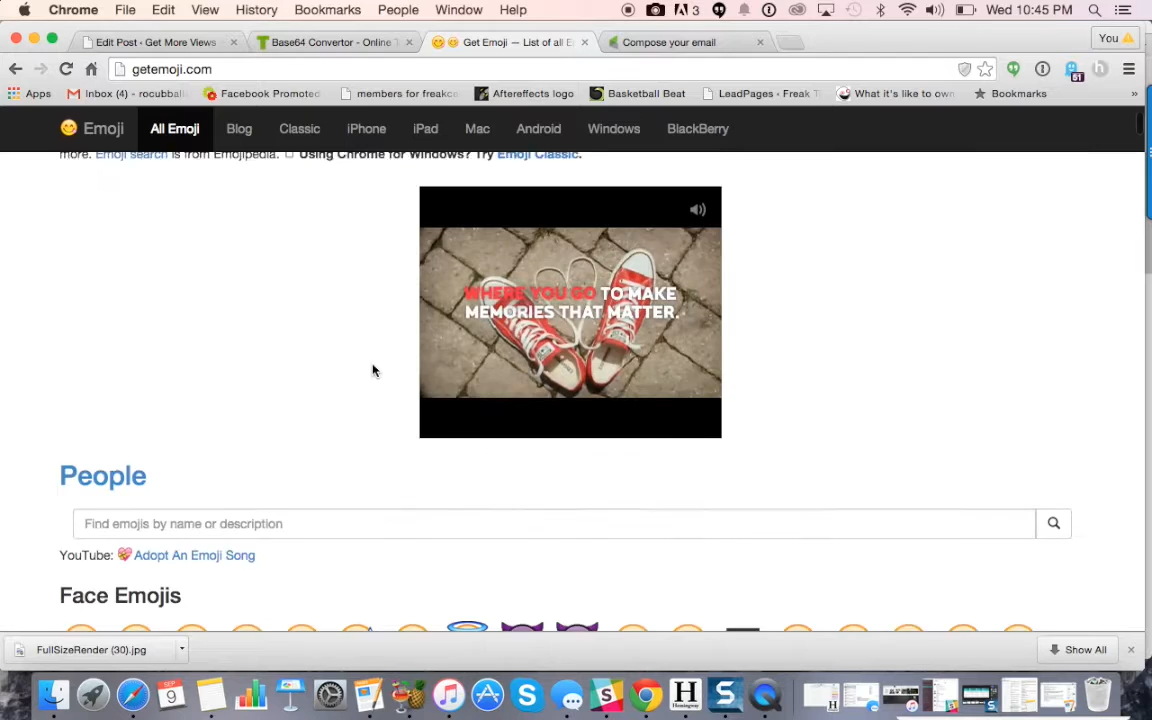 Chrome File Edit View History Bookmarks People Window Help 3 Wed 10:45 PM
Edit Post - Get More Views Base64 Convertor - Online T Get Emoji — List of all E Compose your email You
getemoji.com 61
Apps Inbox (4) - rocubball Facebook Promoted members for freakca Aftereffects logo Basketball Beat LeadPages - Freak T What it's like to own Bookmarks »
Emoji All Emoji Blog Classic iPhone iPad Mac Android Windows BlackBerry
more. Emoji search is from Emojipedia. Using Chrome for Windows? Try Emoji Classic.
WHERE YOU GO TO MAKE
MEMORIES THAT MATTER.
People
Find emojis by name or description
YouTube: Adopt An Emoji Song
Face Emojis
FullSizeRender (30).jpg Show All
SEP
9